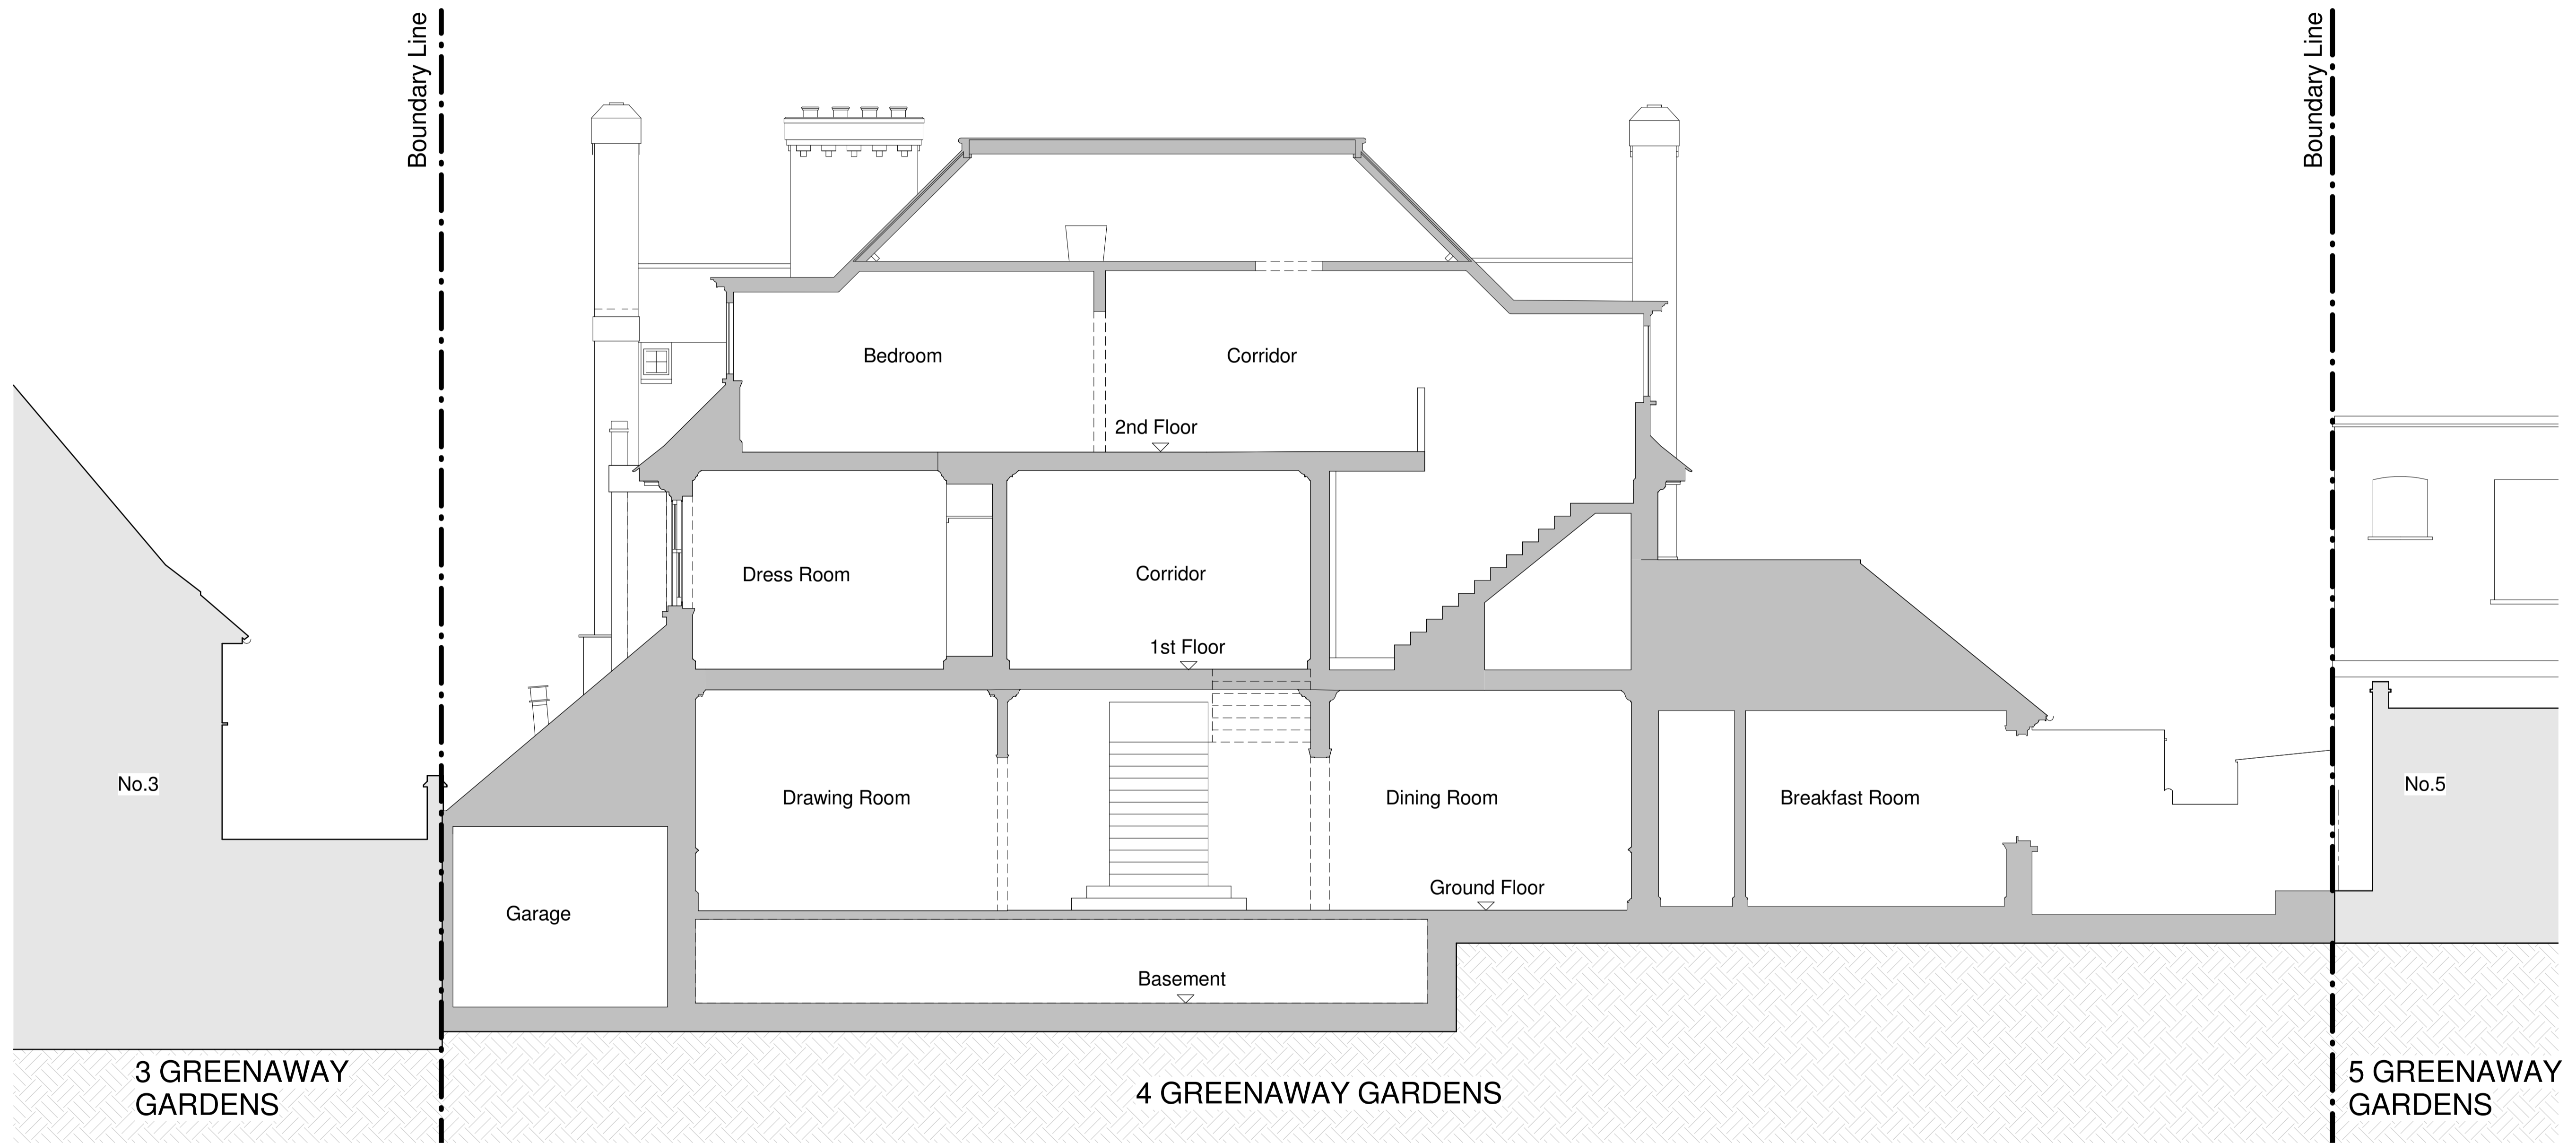 Boundary Line
Boundary Line
Bedroom
Corridor
2nd Floor
Dress Room
Corridor
1st Floor
No.3
Drawing Room
Dining Room
Breakfast Room
No.5
Ground Floor
Garage
Basement
3 GREENAWAY
GARDENS
4 GREENAWAY GARDENS
5 GREENAWAY
GARDENS